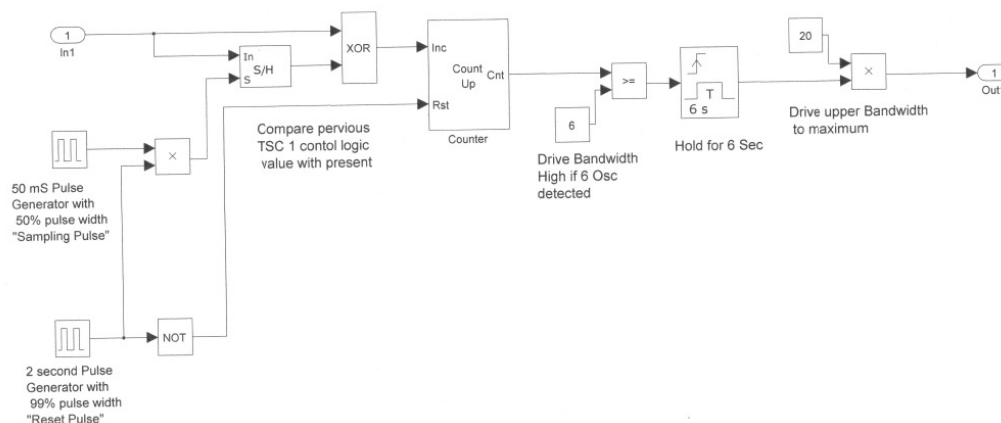 1
In1
In
S/H
S
XOR
Inc
Count
Up
Cnt
Rst
Counter
Compare pervious
TSC 1 contol logic
value with present
>=
6
Drive Bandwidth
High if 6 Osc
detected
T
6 s
Hold for 6 Sec
20
×
Drive upper Bandwidth
to maximum
1
Out
×
50 mS Pulse
Generator with
50% pulse width
"Sampling Pulse"
NOT
2 second Pulse
Generator with
99% pulse width
"Reset Pulse"